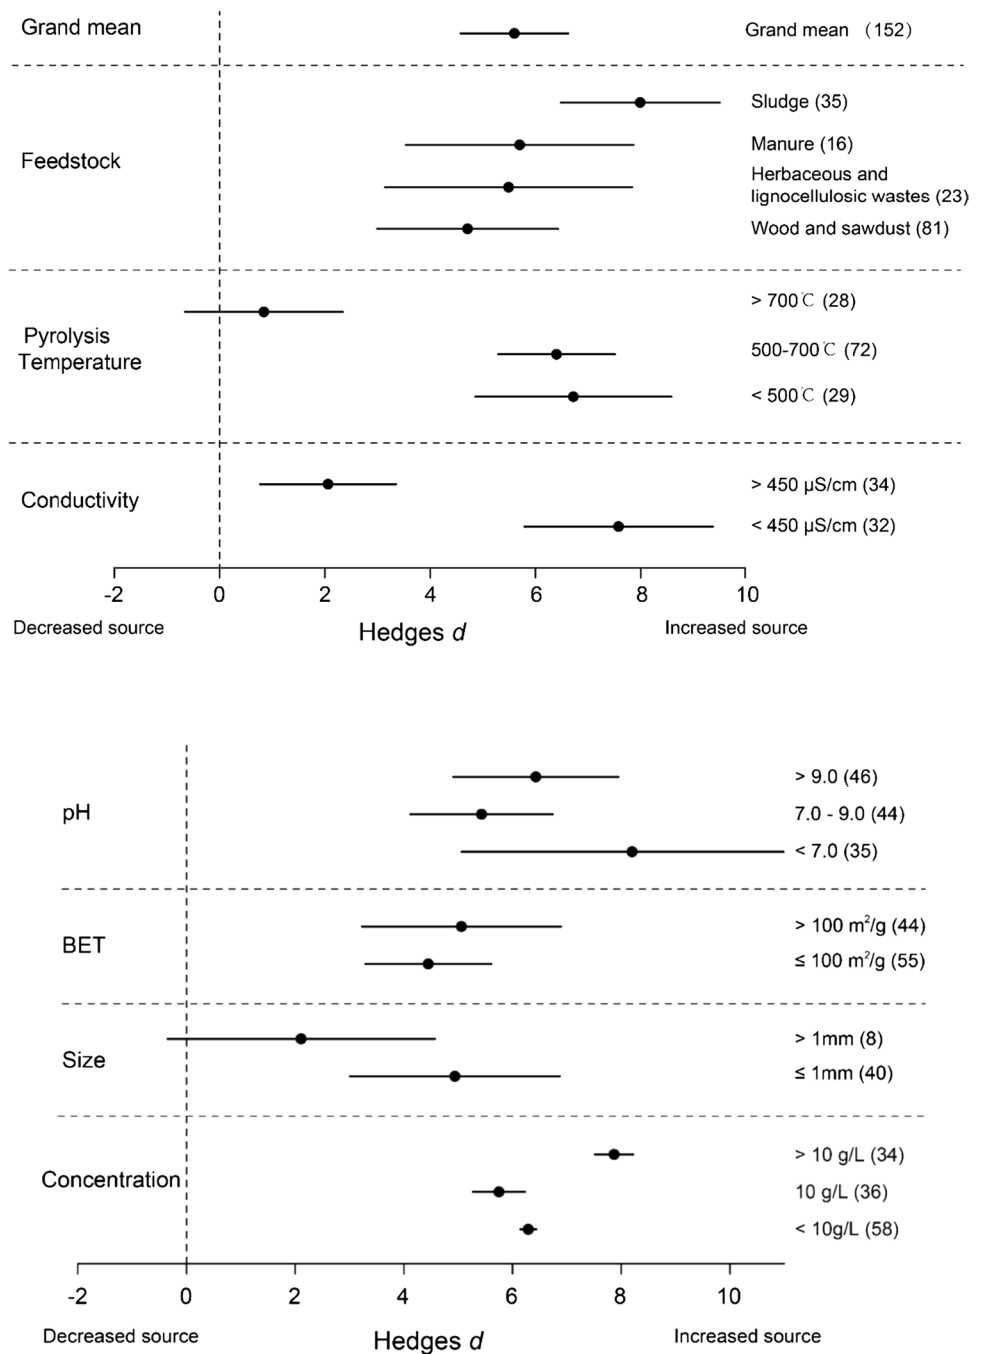 Grand mean
Grand mean （152）
Feedstock
Sludge (35)
Manure (16)
Herbaceous and
lignocellulosic wastes (23)
Wood and sawdust (81)
Pyrolysis
Temperature
> 700℃ (28)
500-700℃ (72)
< 500℃ (29)
Conductivity
> 450 µS/cm (34)
< 450 µS/cm (32)
-2 0 2 4 6 8 10
Decreased source Hedges d Increased source
pH
> 9.0 (46)
7.0 - 9.0 (44)
< 7.0 (35)
BET
> 100 m²/g (44)
≤ 100 m²/g (55)
Size
> 1mm (8)
≤ 1mm (40)
Concentration
> 10 g/L (34)
10 g/L (36)
< 10g/L (58)
-2 0 2 4 6 8 10
Decreased source Hedges d Increased source